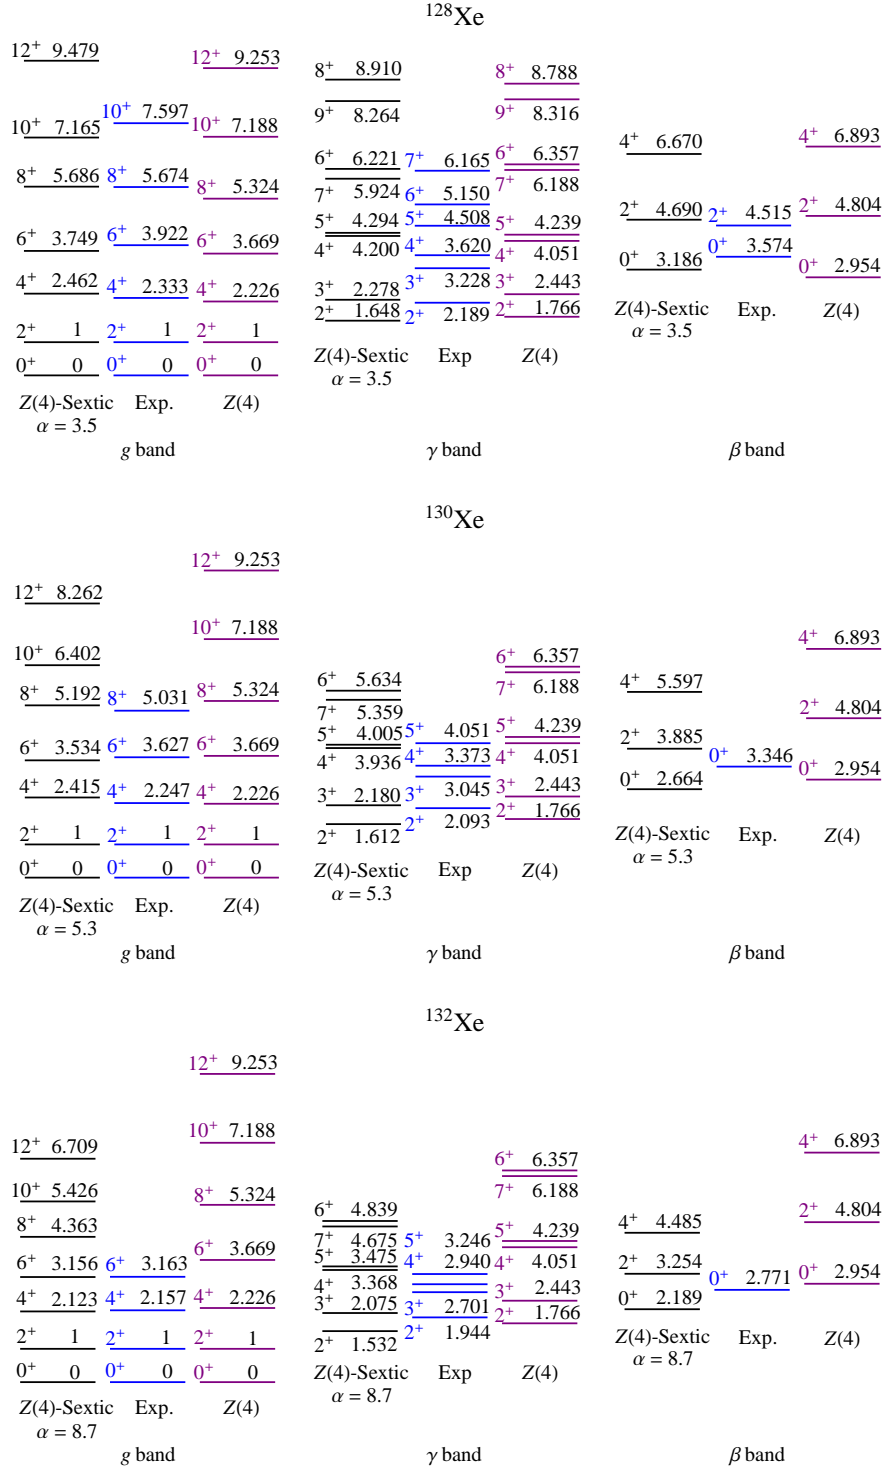 ¹²⁸Xe
12⁺ 9.479
10⁺ 7.165
8⁺ 5.686
6⁺ 3.749
4⁺ 2.462
2⁺ 1
0⁺ 0
Z(4)-Sextic
α = 3.5
10⁺ 7.597
8⁺ 5.674
6⁺ 3.922
4⁺ 2.333
2⁺ 1
0⁺ 0
Exp.
12⁺ 9.253
10⁺ 7.188
8⁺ 5.324
6⁺ 3.669
4⁺ 2.226
2⁺ 1
0⁺ 0
Z(4)
g band
8⁺ 8.910
9⁺ 8.264
6⁺ 6.221
7⁺ 5.924
5⁺ 4.294
4⁺ 4.200
3⁺ 2.278
2⁺ 1.648
Z(4)-Sextic
α = 3.5
7⁺ 6.165
6⁺ 5.150
5⁺ 4.508
4⁺ 3.620
3⁺ 3.228
2⁺ 2.189
Exp
8⁺ 8.788
9⁺ 8.316
6⁺ 6.357
7⁺ 6.188
5⁺ 4.239
4⁺ 4.051
3⁺ 2.443
2⁺ 1.766
Z(4)
γ band
4⁺ 6.670
2⁺ 4.690
0⁺ 3.186
Z(4)-Sextic
α = 3.5
2⁺ 4.515
0⁺ 3.574
Exp.
4⁺ 6.893
2⁺ 4.804
0⁺ 2.954
Z(4)
β band
¹³⁰Xe
12⁺ 8.262
10⁺ 6.402
8⁺ 5.192
6⁺ 3.534
4⁺ 2.415
2⁺ 1
0⁺ 0
Z(4)-Sextic
α = 5.3
8⁺ 5.031
6⁺ 3.627
4⁺ 2.247
2⁺ 1
0⁺ 0
Exp.
12⁺ 9.253
10⁺ 7.188
8⁺ 5.324
6⁺ 3.669
4⁺ 2.226
2⁺ 1
0⁺ 0
Z(4)
g band
6⁺ 5.634
7⁺ 5.359
5⁺ 4.005
4⁺ 3.936
3⁺ 2.180
2⁺ 1.612
Z(4)-Sextic
α = 5.3
5⁺ 4.051
4⁺ 3.373
3⁺ 3.045
2⁺ 2.093
Exp
6⁺ 6.357
7⁺ 6.188
5⁺ 4.239
4⁺ 4.051
3⁺ 2.443
2⁺ 1.766
Z(4)
γ band
4⁺ 5.597
2⁺ 3.885
0⁺ 2.664
Z(4)-Sextic
α = 5.3
0⁺ 3.346
Exp.
4⁺ 6.893
2⁺ 4.804
0⁺ 2.954
Z(4)
β band
¹³²Xe
12⁺ 6.709
10⁺ 5.426
8⁺ 4.363
6⁺ 3.156
4⁺ 2.123
2⁺ 1
0⁺ 0
Z(4)-Sextic
α = 8.7
6⁺ 3.163
4⁺ 2.157
2⁺ 1
0⁺ 0
Exp.
12⁺ 9.253
10⁺ 7.188
8⁺ 5.324
6⁺ 3.669
4⁺ 2.226
2⁺ 1
0⁺ 0
Z(4)
g band
6⁺ 4.839
7⁺ 4.675
5⁺ 3.475
4⁺ 3.368
3⁺ 2.075
2⁺ 1.532
Z(4)-Sextic
α = 8.7
5⁺ 3.246
4⁺ 2.940
3⁺ 2.701
2⁺ 1.944
Exp
6⁺ 6.357
7⁺ 6.188
5⁺ 4.239
4⁺ 4.051
3⁺ 2.443
2⁺ 1.766
Z(4)
γ band
4⁺ 4.485
2⁺ 3.254
0⁺ 2.189
Z(4)-Sextic
α = 8.7
0⁺ 2.771
Exp.
4⁺ 6.893
2⁺ 4.804
0⁺ 2.954
Z(4)
β band